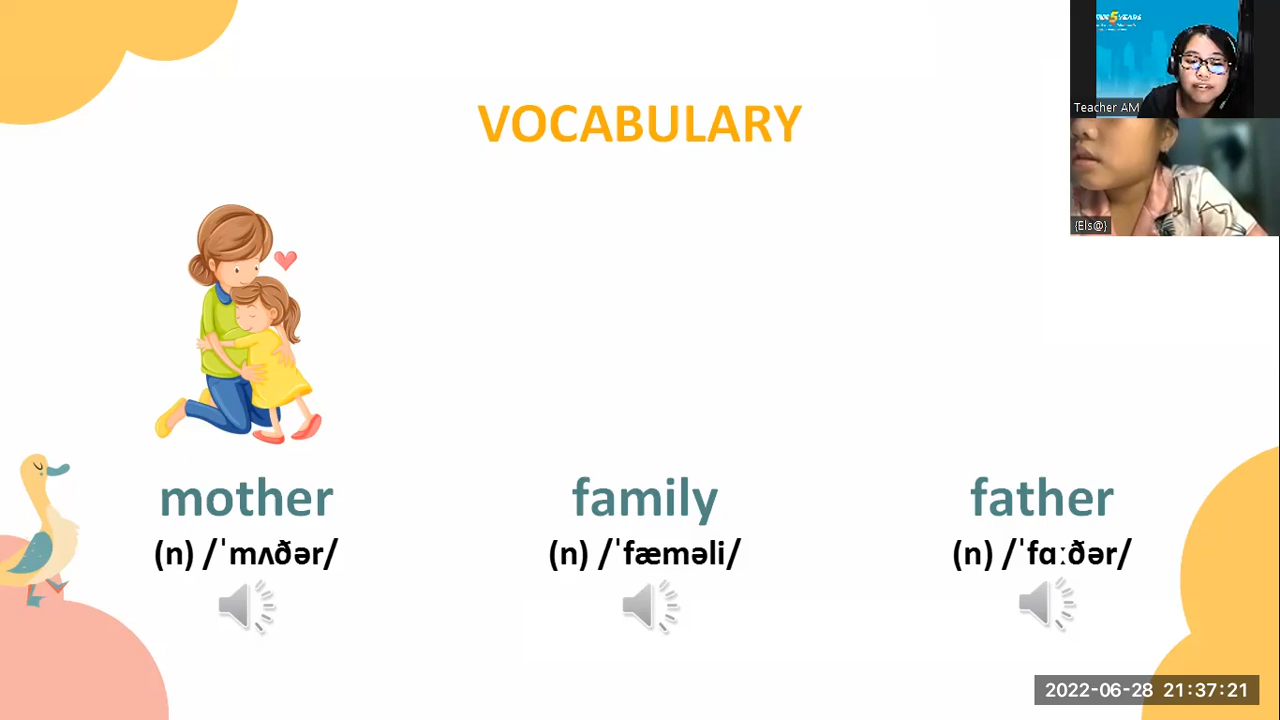 VOCABULARY
Teacher AM
{Els@}
mother
(n) /ˈmʌðər/
family
(n) /ˈfæməli/
father
(n) /ˈfɑːðər/
2022-06-28 21:37:21